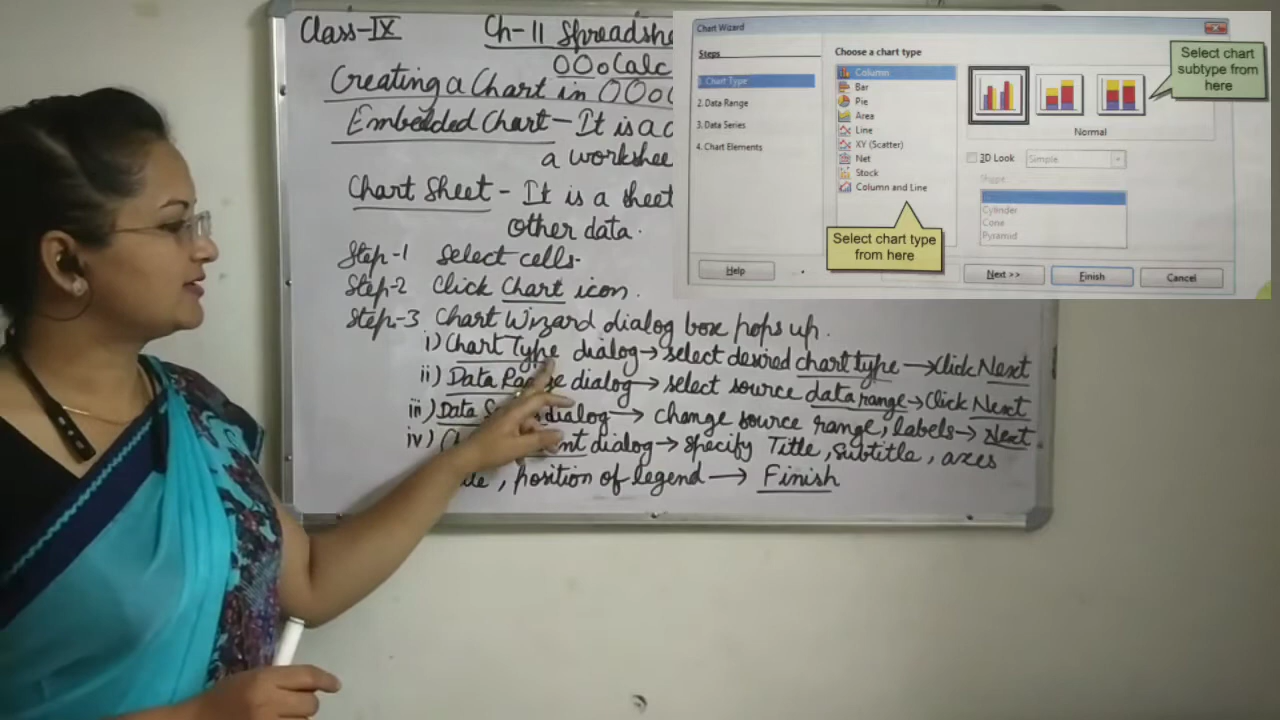 Class-IX Ch-11 Spreadshe
OOoCalc
Creating a Chart in OOo
Embedded Chart - It is a
a workshee
Chart Sheet - It is a sheet
other data.
Step-1 Select cells.
Step-2 Click Chart icon.
Step-3 Chart Wizard dialog box pops up.
i) Chart Type dialog → select desired chart type → Click Next
ii) Data dialog → select source data range → Click Next
iii) Data dialog → change source range, labels → Next
iv) dialog → specify Title, Subtitle, axes
, position of legend → Finish
Chart Wizard
Steps
1. Chart Type
2. Data Range
3. Data Series
4. Chart Elements
Choose a chart type
Column
Bar
Pie
Area
Line
XY (Scatter)
Net
Stock
Column and Line
Select chart type
from here
Select chart
subtype from
here
Normal
3D Look Simple
Shape
Cylinder
Cone
Pyramid
Help Next >> Finish Cancel